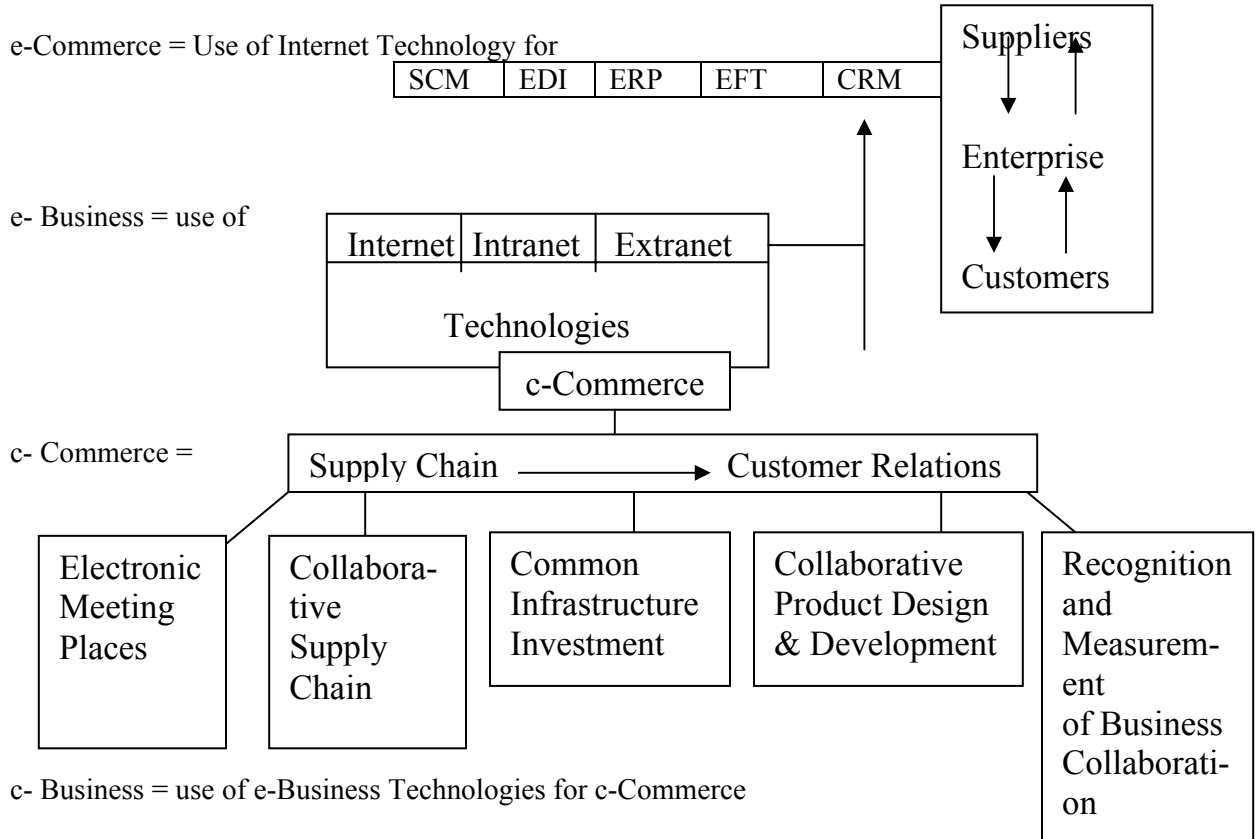 e-Commerce = Use of Internet Technology for
SCM EDI ERP EFT CRM
Suppliers
Enterprise
Customers
e- Business = use of
Internet Intranet Extranet
Technologies
c-Commerce
c- Commerce =
Supply Chain Customer Relations
Electronic
Meeting
Places
Collabora-
tive
Supply
Chain
Common
Infrastructure
Investment
Collaborative
Product Design
& Development
Recognition
and
Measurem-
ent
of Business
Collaborati-
on
c- Business = use of e-Business Technologies for c-Commerce